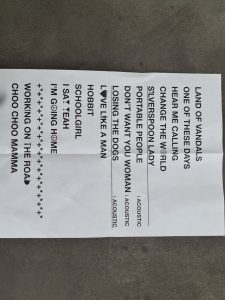 LAND OF VANDALS
ONE OF THESE DAYS
HEAR ME CALLING
CHANGE THE WORLD
SILVERSPOON LADY
PORTABLE PEOPLE /ACOUSTIC
DON'T WANT YOU WOMAN /ACOUSTIC
LOSING THE DOGS /ACOUSTIC
L♥VE LIKE A MAN
HOBBIT
SCHOOLGIRL
I SAY YEAH
I'M GOING HOME
+*+*+*+*+*+*+*+*+*+*+*
WORKING ON THE ROAD
CHOO CHOO MAMMA